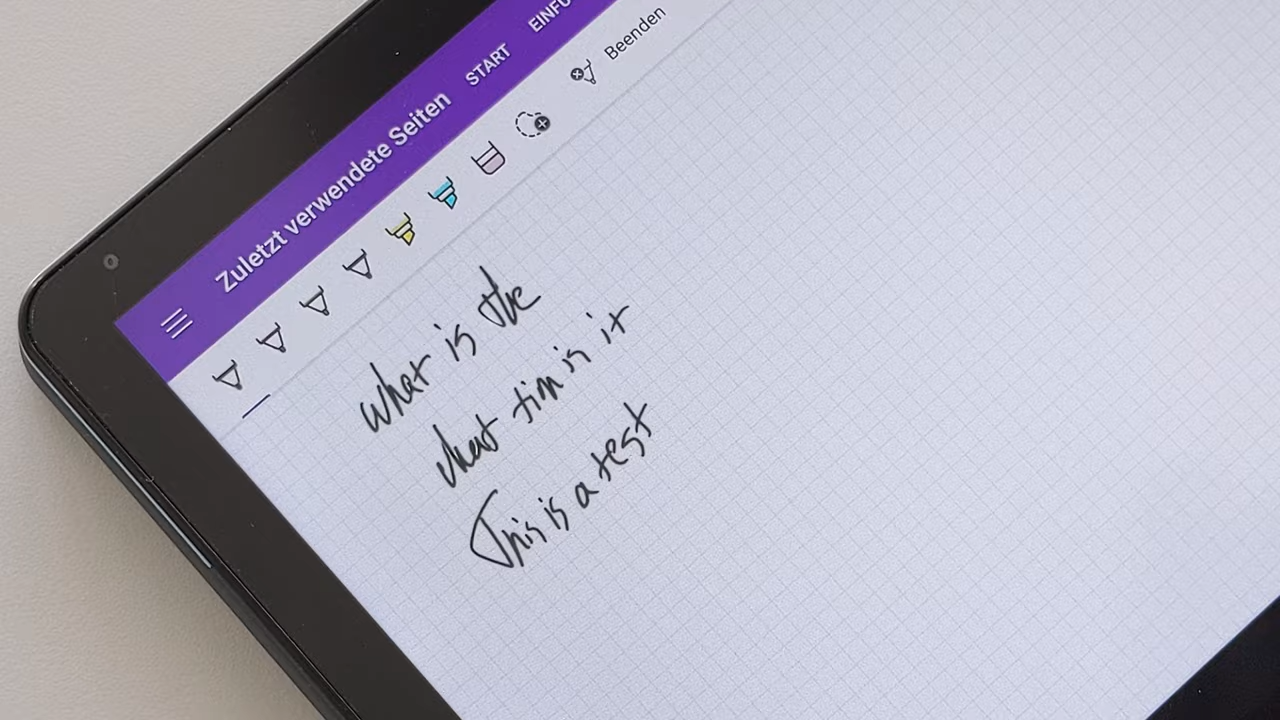 Zuletzt verwendete Seiten START EINFÜ
Beenden
what is the
what tim is it
This is a test